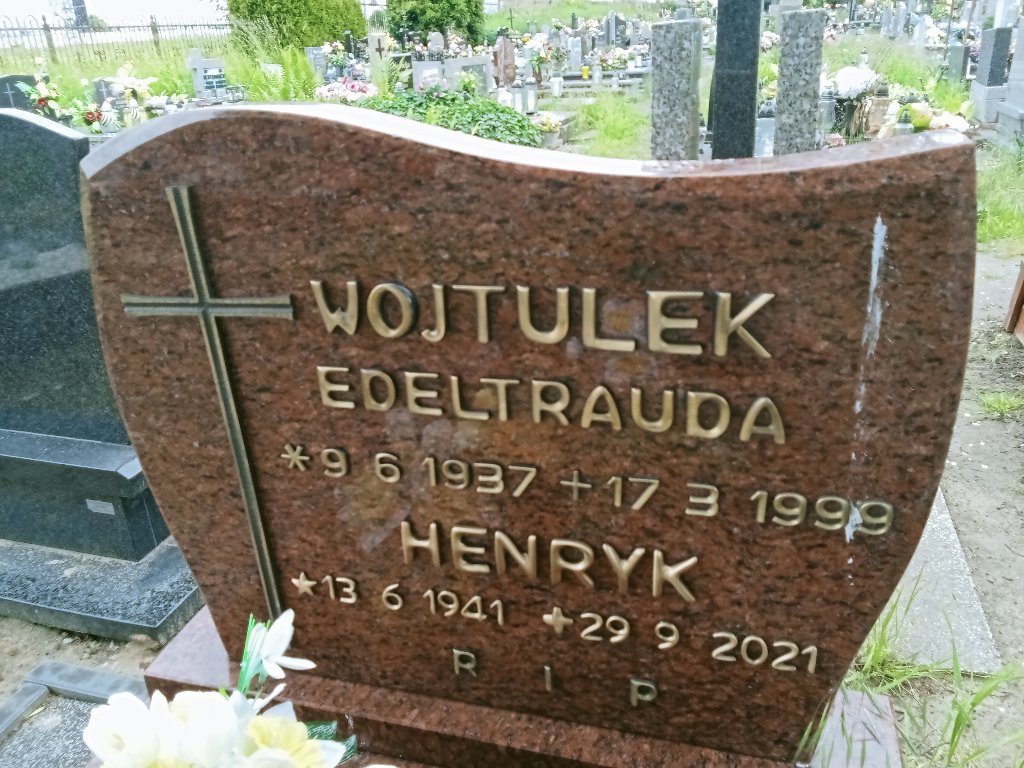 WOJTULEK
EDELTRAUDA
* 9 6 1937 + 17 3 1999
HENRYK
* 13 6 1941 + 29 9 2021
R I P